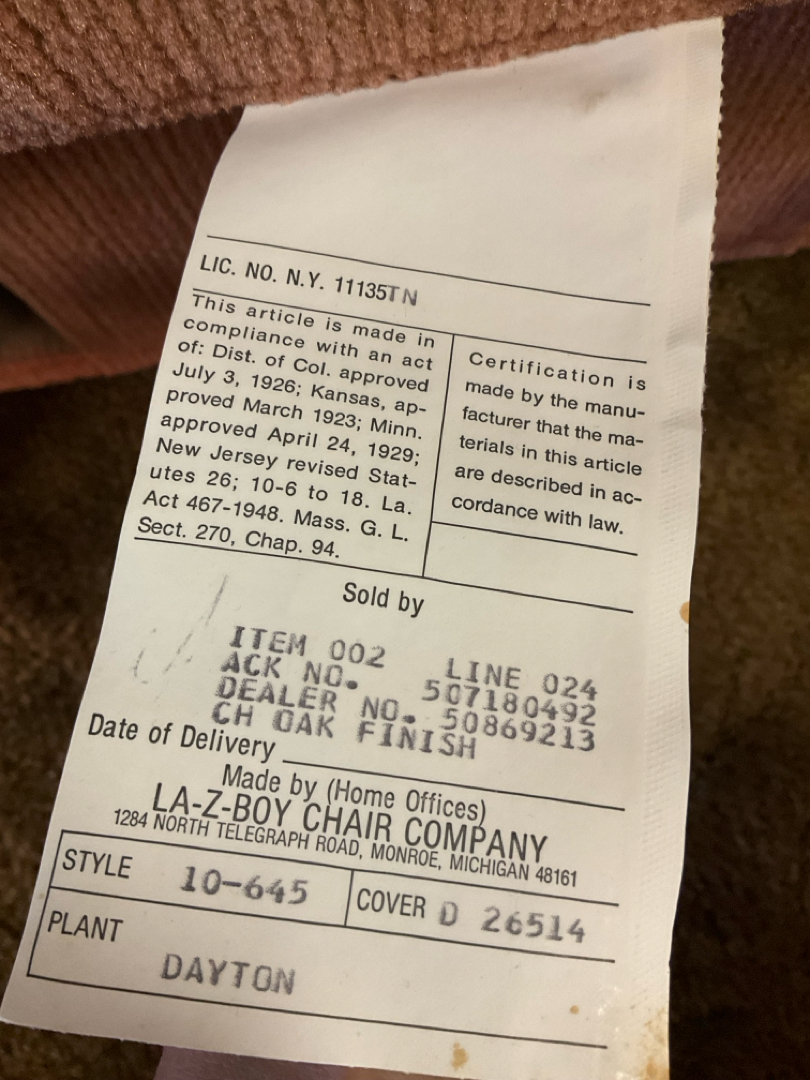 LIC. NO. N.Y. 11135TN
This article is made in
compliance with an act
of: Dist. of Col. approved
July 3, 1926; Kansas, ap-
proved March 1923; Minn.
approved April 24, 1929;
New Jersey revised Stat-
utes 26; 10-6 to 18. La.
Act 467-1948. Mass. G. L.
Sect. 270, Chap. 94.
Certification is
made by the manu-
facturer that the ma-
terials in this article
are described in ac-
cordance with law.
Sold by
ITEM 002 LINE 024
ACK NO. 507180492
DEALER NO. 50869213
CH OAK FINISH
Date of Delivery
Made by (Home Offices)
LA-Z-BOY CHAIR COMPANY
1284 NORTH TELEGRAPH ROAD, MONROE, MICHIGAN 48161
STYLE 10-645 COVER D 26514
PLANT DAYTON